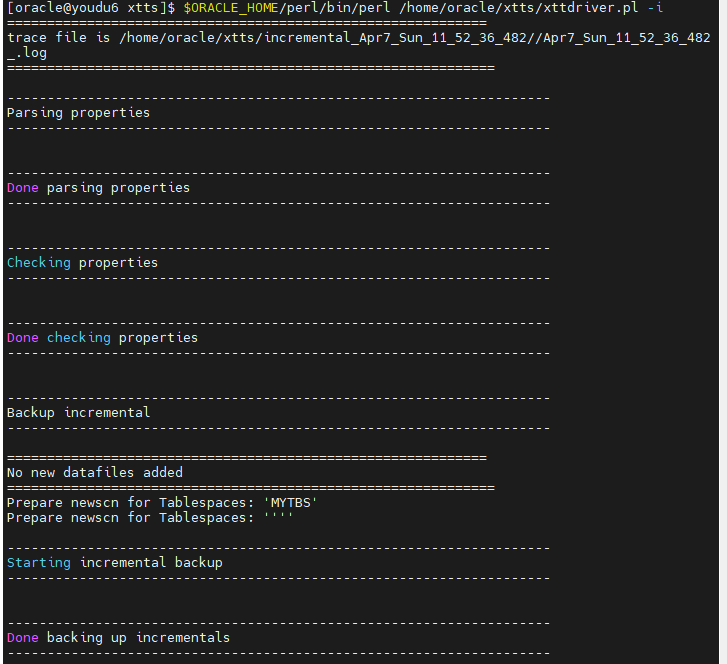 [oracle@youdu6 xtts]$ $ORACLE_HOME/perl/bin/perl /home/oracle/xtts/xttdriver.pl -i
============================================================
trace file is /home/oracle/xtts/incremental_Apr7_Sun_11_52_36_482//Apr7_Sun_11_52_36_482
_.log
=============================================================
--------------------------------------------------------------------
Parsing properties
--------------------------------------------------------------------
--------------------------------------------------------------------
Done parsing properties
--------------------------------------------------------------------
--------------------------------------------------------------------
Checking properties
--------------------------------------------------------------------
--------------------------------------------------------------------
Done checking properties
--------------------------------------------------------------------
--------------------------------------------------------------------
Backup incremental
--------------------------------------------------------------------
============================================================
No new datafiles added
=============================================================
Prepare newscn for Tablespaces: 'MYTBS'
Prepare newscn for Tablespaces: ''''
--------------------------------------------------------------------
Starting incremental backup
--------------------------------------------------------------------
--------------------------------------------------------------------
Done backing up incrementals
--------------------------------------------------------------------